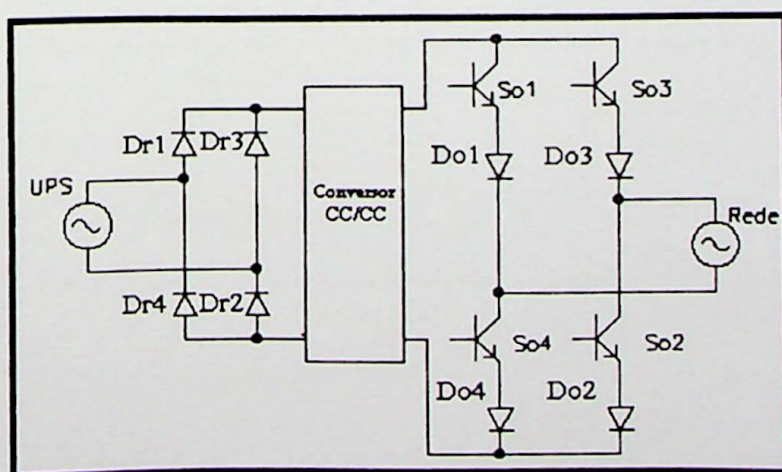 So1
So3
Dr1
Dr3
Do1
Do3
UPS
Conversor
CC/CC
Rede
Dr4
Dr2
So4
So2
Do4
Do2